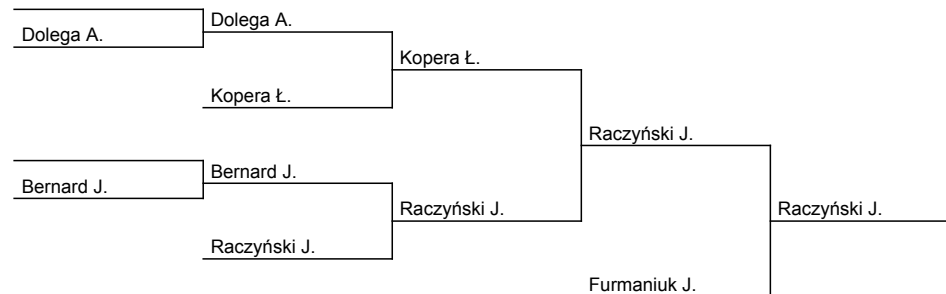 Dolega A.
Dolega A.
Kopera Ł.
Kopera Ł.
Raczyński J.
Bernard J.
Bernard J.
Raczyński J.
Raczyński J.
Raczyński J.
Furmaniuk J.